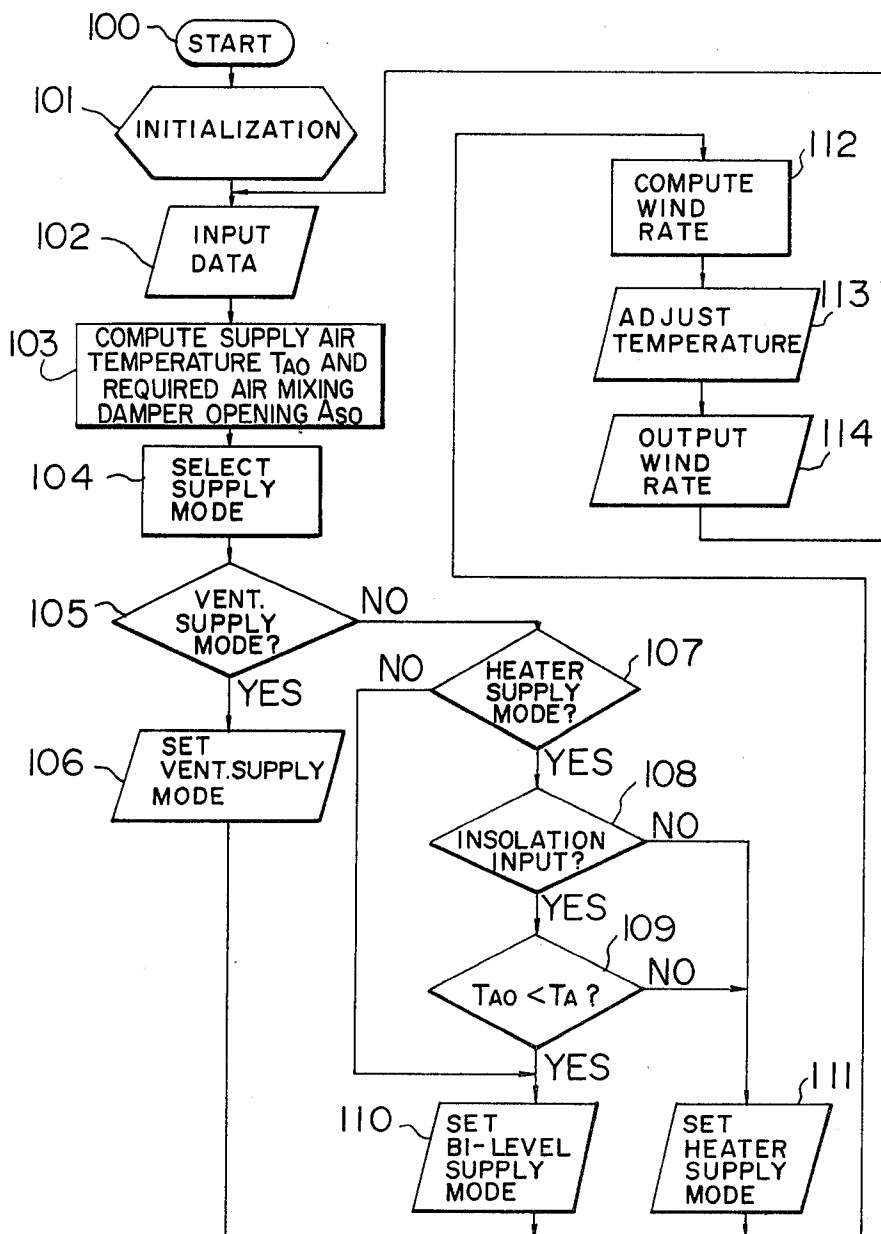 100
START
101
INITIALIZATION
102
INPUT
DATA
103
COMPUTE SUPPLY AIR
TEMPERATURE TAO AND
REQUIRED AIR MIXING
DAMPER OPENING ASO
104
SELECT
SUPPLY
MODE
105
VENT.
SUPPLY
MODE?
NO
YES
106
SET
VENT.SUPPLY
MODE
107
HEATER
SUPPLY
MODE?
NO
YES
108
INSOLATION
INPUT?
NO
YES
109
TAO < TA ?
NO
YES
110
SET
BI-LEVEL
SUPPLY
MODE
111
SET
HEATER
SUPPLY
MODE
112
COMPUTE
WIND
RATE
113
ADJUST
TEMPERATURE
114
OUTPUT
WIND
RATE